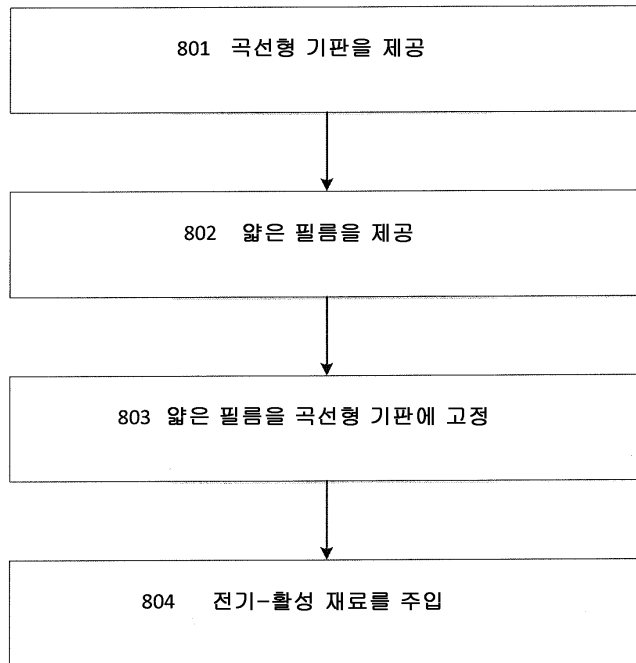 801 곡선형 기판을 제공
802 얇은 필름을 제공
803 얇은 필름을 곡선형 기판에 고정
804 전기-활성 재료를 주입